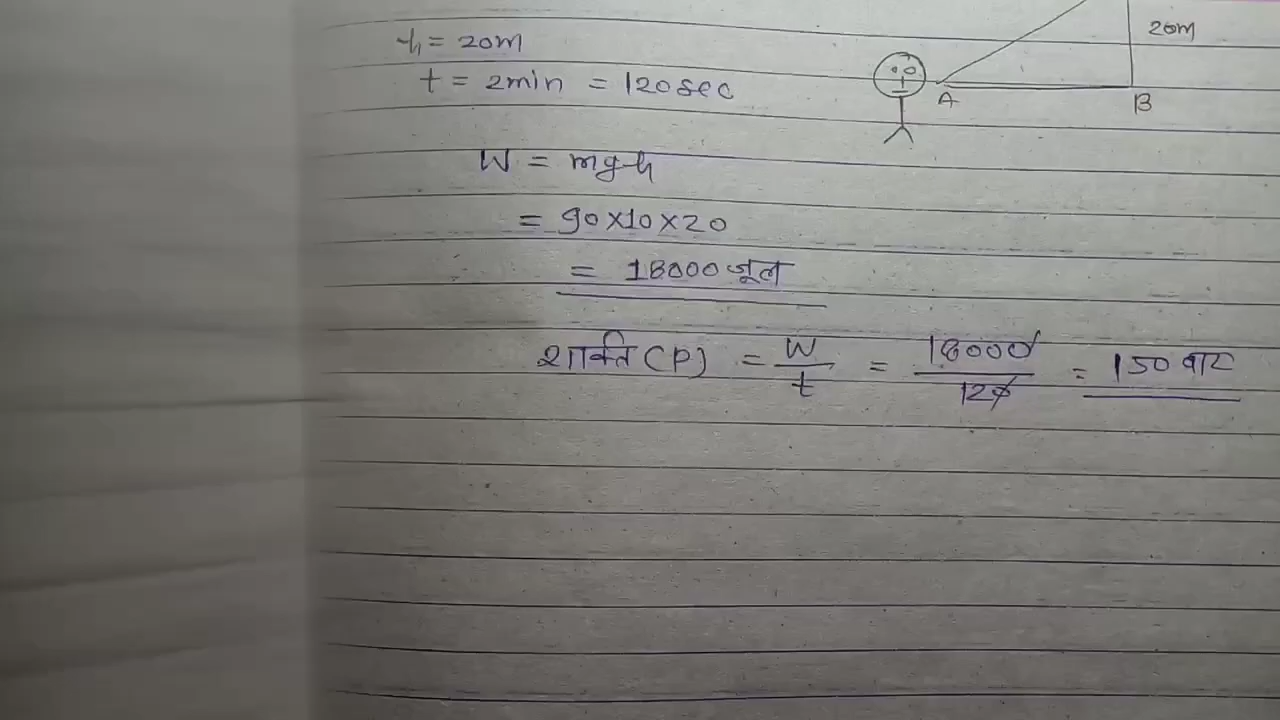 h = 20m
20m
t = 2min = 120sec
A
B
W = mgh
= 90×10×20
= 18000 जूल
शक्ति (P) = W/t = 18000/120 = 150 वाट